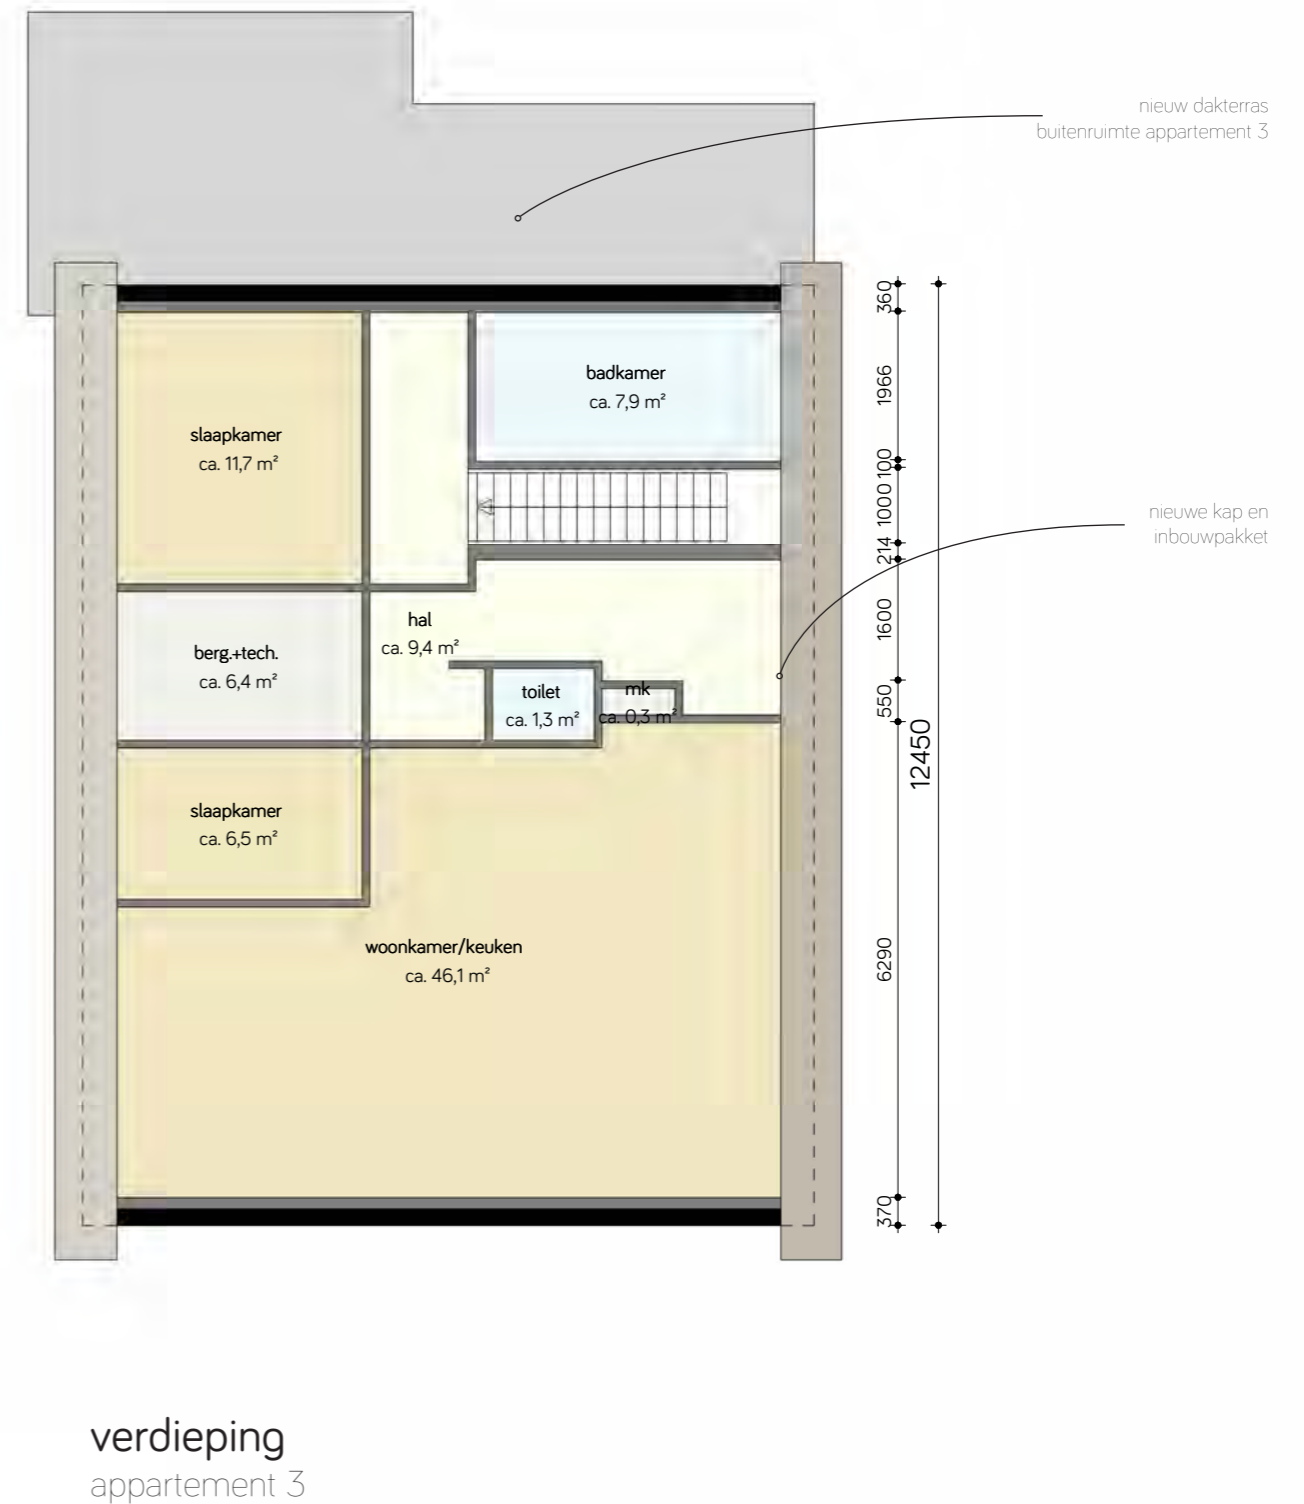 nieuw dakterras
buitenruimte appartement 3
360
1966
100
1000
214
1600
550
12450
6290
370
badkamer
ca. 7,9 m²
slaapkamer
ca. 11,7 m²
nieuwe kap en
inbouwpakket
hal
ca. 9,4 m²
berg.+tech.
ca. 6,4 m²
toilet
ca. 1,3 m²
mk
ca. 0,3 m²
slaapkamer
ca. 6,5 m²
woonkamer/keuken
ca. 46,1 m²
verdieping
appartement 3